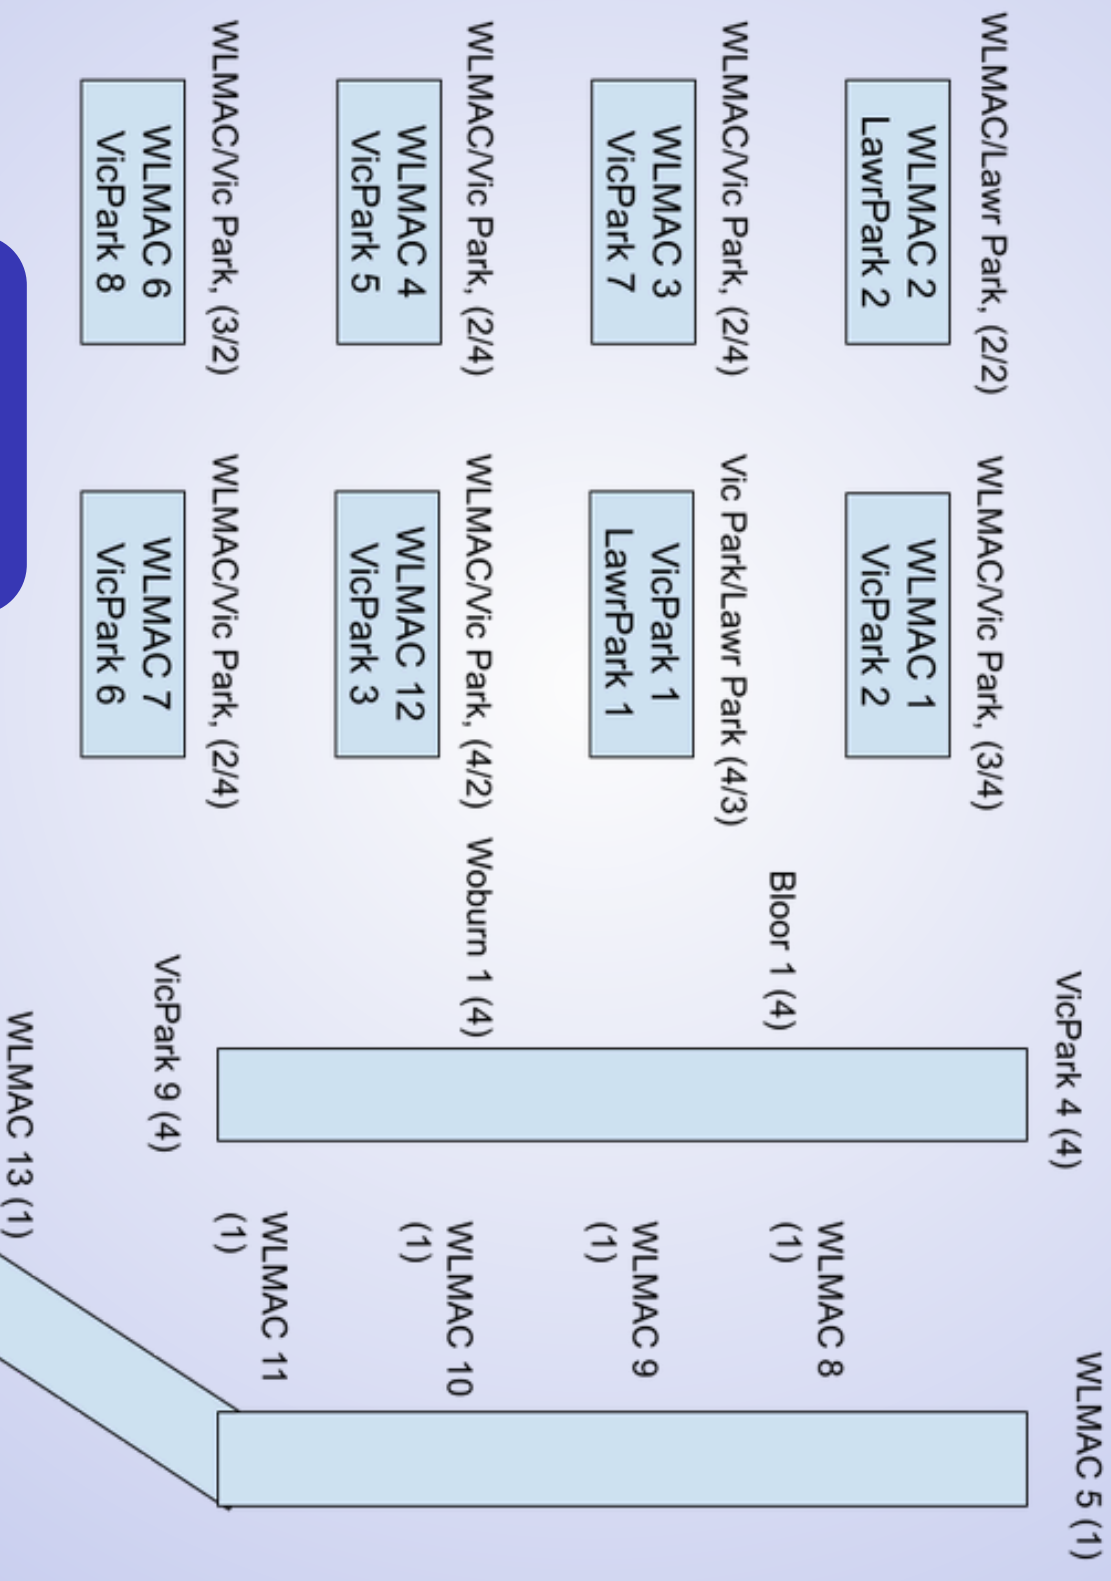 WLMAC 5 (1)
VicPark 4 (4)
WLMAC/Lawr Park, (2/2)
WLMAC/Vic Park, (3/4)
WLMAC 2
LawrPark 2
WLMAC 1
VicPark 2
WLMAC 8
(1)
Bloor 1 (4)
WLMAC/Vic Park, (2/4)
Vic Park/Lawr Park (4/3)
WLMAC 3
VicPark 7
VicPark 1
LawrPark 1
WLMAC 9
(1)
WLMAC/Vic Park, (2/4)
WLMAC/Vic Park, (4/2)
Woburn 1 (4)
WLMAC 10
(1)
WLMAC 4
VicPark 5
WLMAC 12
VicPark 3
WLMAC 11
(1)
WLMAC/Vic Park, (3/2)
WLMAC/Vic Park, (2/4)
VicPark 9 (4)
WLMAC 6
VicPark 8
WLMAC 7
VicPark 6
WLMAC 13 (1)